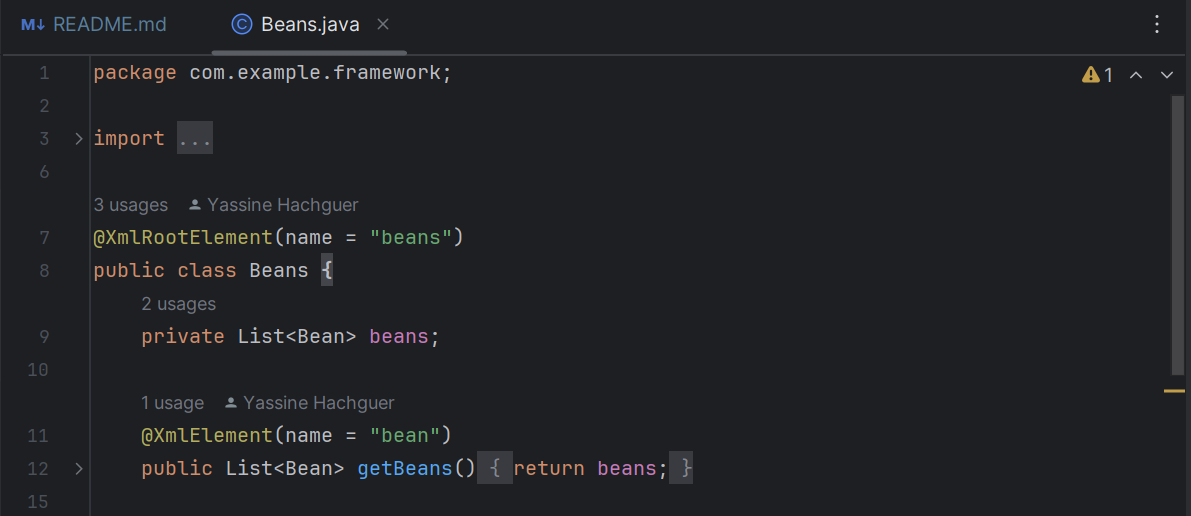 M↓ README.md
C Beans.java
1 package com.example.framework;
1
2
3 import ...
6
3 usages Yassine Hachguer
7 @XmlRootElement(name = "beans")
8 public class Beans {
2 usages
9 private List<Bean> beans;
10
1 usage Yassine Hachguer
11 @XmlElement(name = "bean")
12 public List<Bean> getBeans() { return beans; }
15